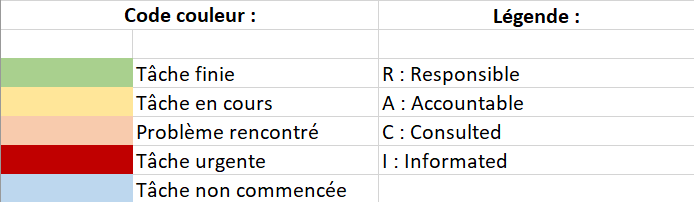 Code couleur : Légende :
Tâche finie R : Responsible
Tâche en cours A : Accountable
Problème rencontré C : Consulted
Tâche urgente I : Informated
Tâche non commencée